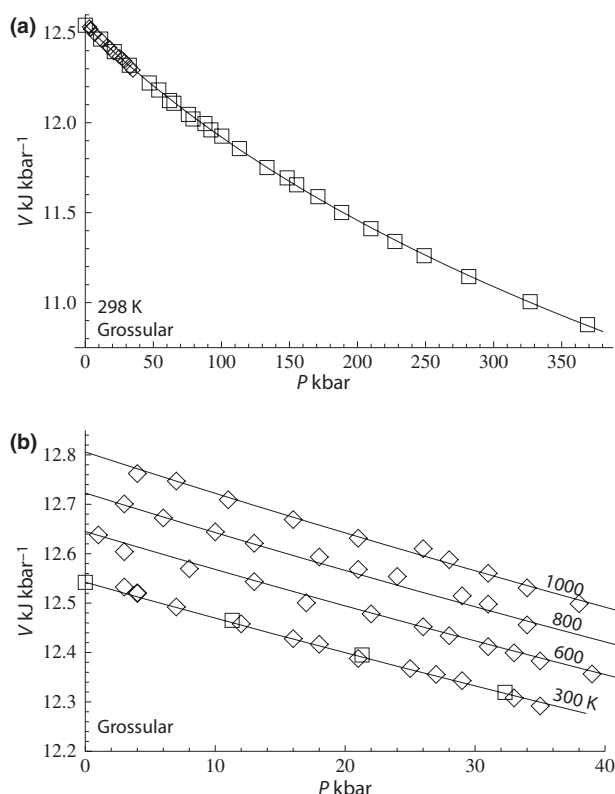 (a)
12.5
12.0
11.5
11.0
V kJ kbar⁻¹
298 K
Grossular
0 50 100 150 200 250 300 350
P kbar
(b)
12.8
12.7
12.6
12.5
12.4
12.3
12.2
V kJ kbar⁻¹
1000
800
600
300 K
Grossular
0 10 20 30 40
P kbar